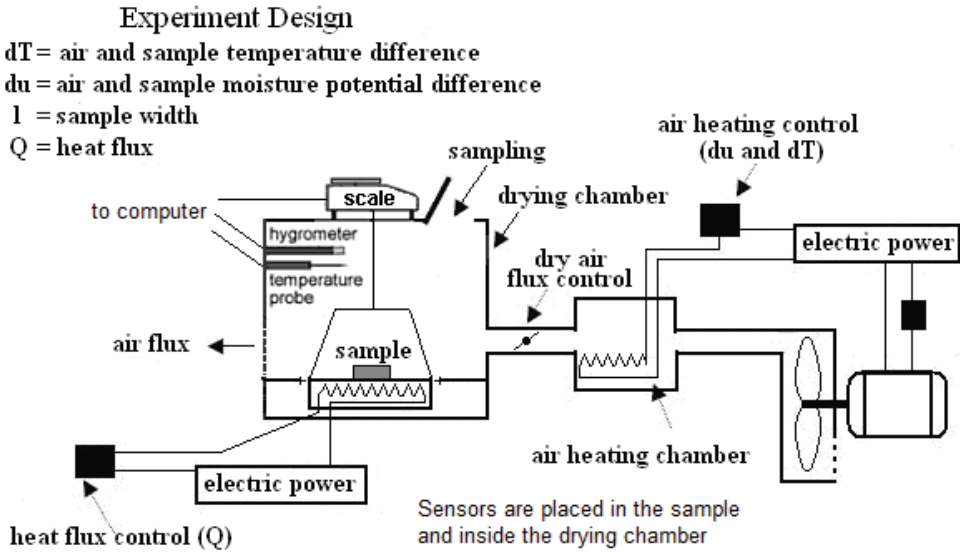 Experiment Design
dT = air and sample temperature difference
du = air and sample moisture potential difference
l = sample width
Q = heat flux
air heating control
(du and dT)
sampling
scale
drying chamber
to computer
hygrometer
electric power
dry air
flux control
temperature
probe
air flux
sample
air heating chamber
electric power
Sensors are placed in the sample
and inside the drying chamber
heat flux control (Q)